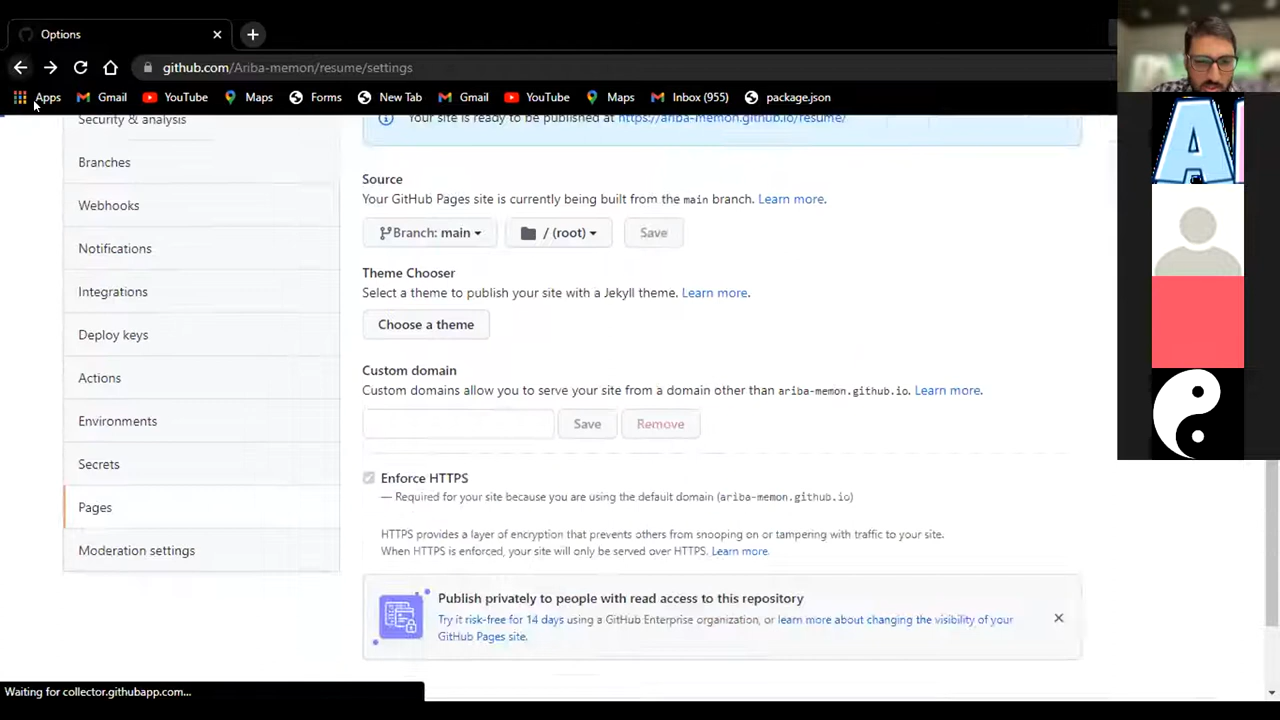 Options
github.com/Ariba-memon/resume/settings
Apps Gmail YouTube Maps Forms New Tab Gmail YouTube Maps Inbox (955) package.json
Security & analysis
Branches
Webhooks
Notifications
Integrations
Deploy keys
Actions
Environments
Secrets
Pages
Moderation settings
Your site is ready to be published at https://ariba-memon.github.io/resume/
Source
Your GitHub Pages site is currently being built from the main branch. Learn more.
Branch: main / (root) Save
Theme Chooser
Select a theme to publish your site with a Jekyll theme. Learn more.
Choose a theme
Custom domain
Custom domains allow you to serve your site from a domain other than ariba-memon.github.io. Learn more.
Save Remove
Enforce HTTPS
— Required for your site because you are using the default domain (ariba-memon.github.io)
HTTPS provides a layer of encryption that prevents others from snooping on or tampering with traffic to your site.
When HTTPS is enforced, your site will only be served over HTTPS. Learn more.
Publish privately to people with read access to this repository
Try it risk-free for 14 days using a GitHub Enterprise organization, or learn more about changing the visibility of your
GitHub Pages site.
Waiting for collector.githubapp.com...